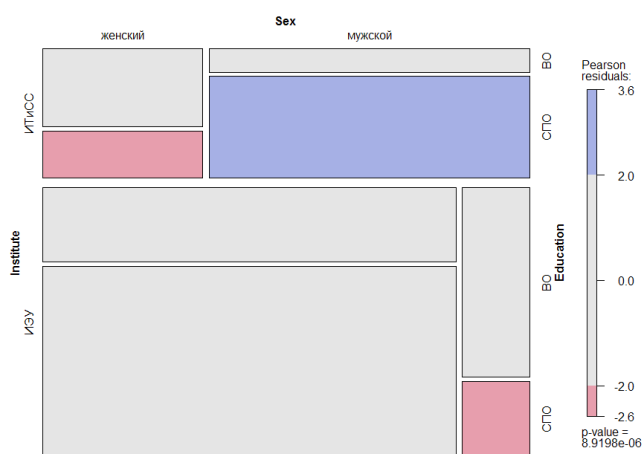 Sex
женский
мужской
Institute
ИТиСС
ИЭУ
ВО
СПО
ВО
СПО
Education
Pearson
residuals:
3.6
2.0
0.0
-2.0
-2.6
p-value =
8.9198e-06